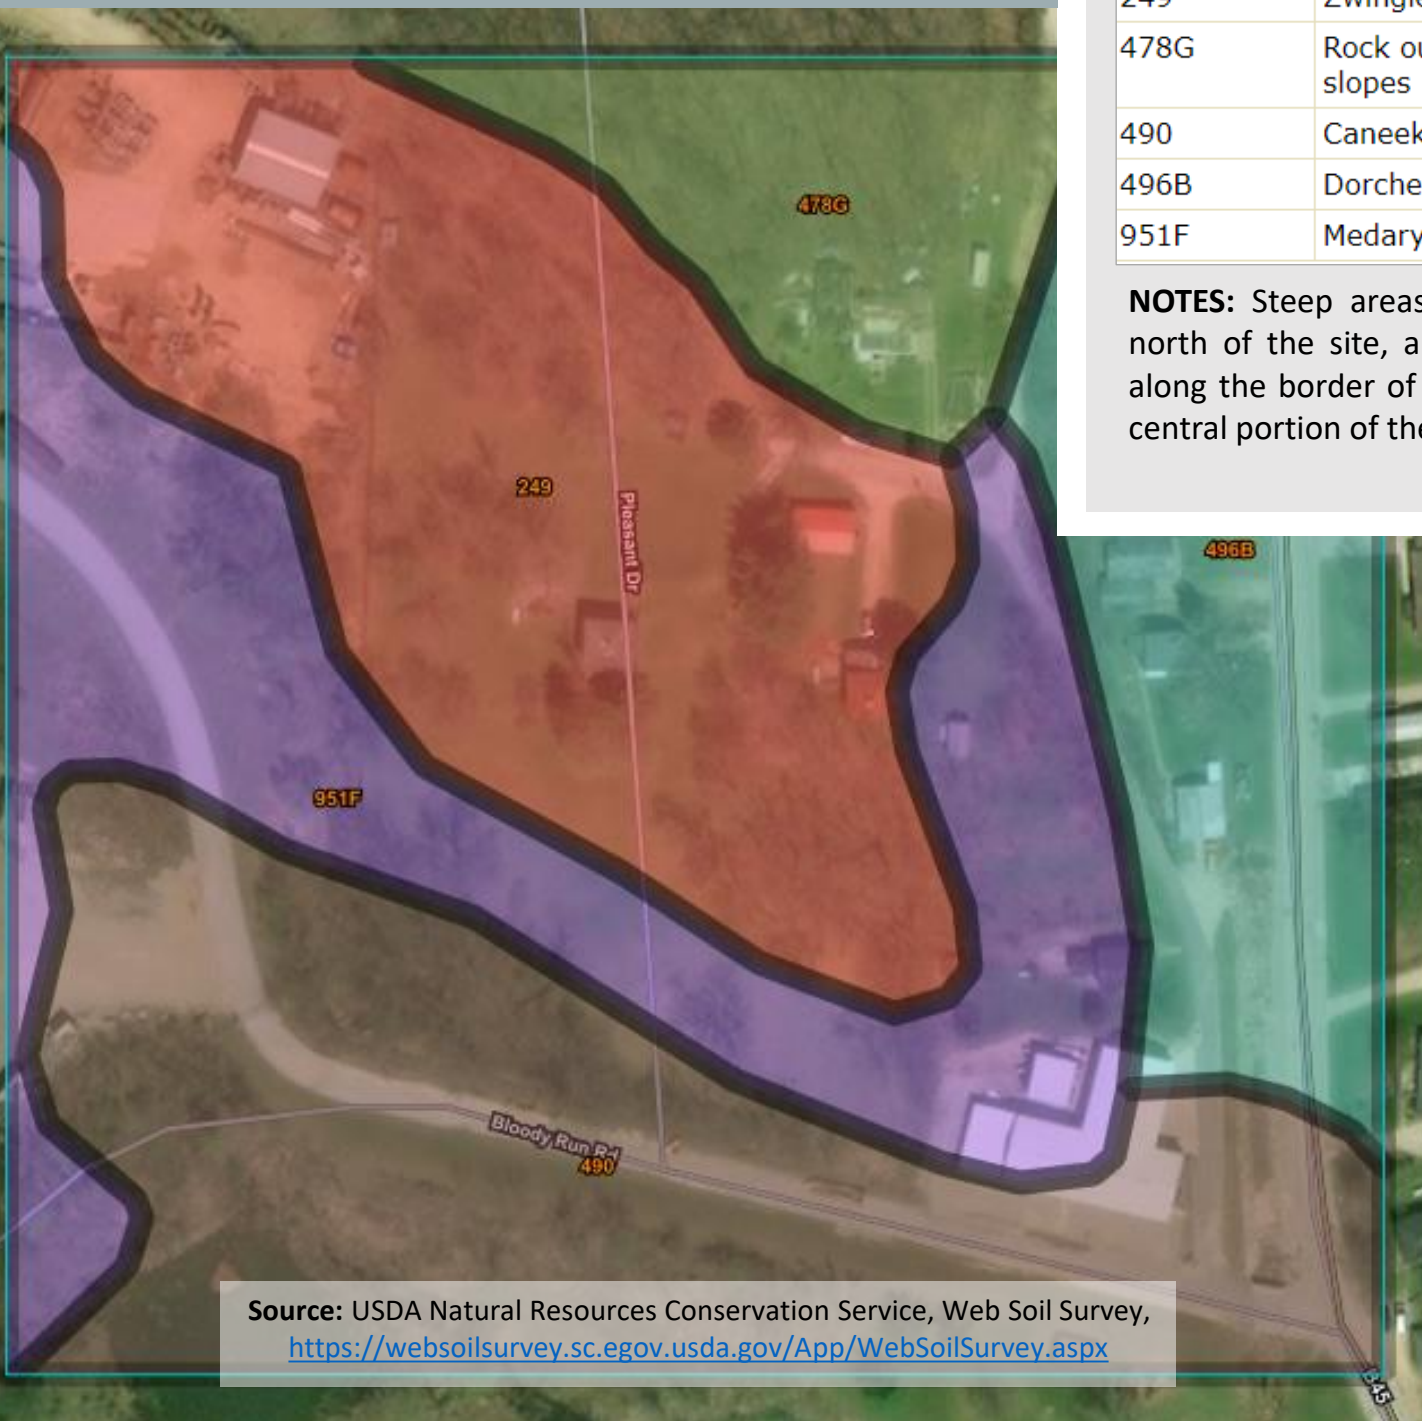 249
478G Rock ou
slopes
490 Caneek
496B Dorche
951F Medary
NOTES: Steep areas
north of the site, a
along the border of
central portion of the
478G
249
Pleasant Dr
496B
951F
Bloody Run Rd
490
Source: USDA Natural Resources Conservation Service, Web Soil Survey,
https://websoilsurvey.sc.egov.usda.gov/App/WebSoilSurvey.aspx